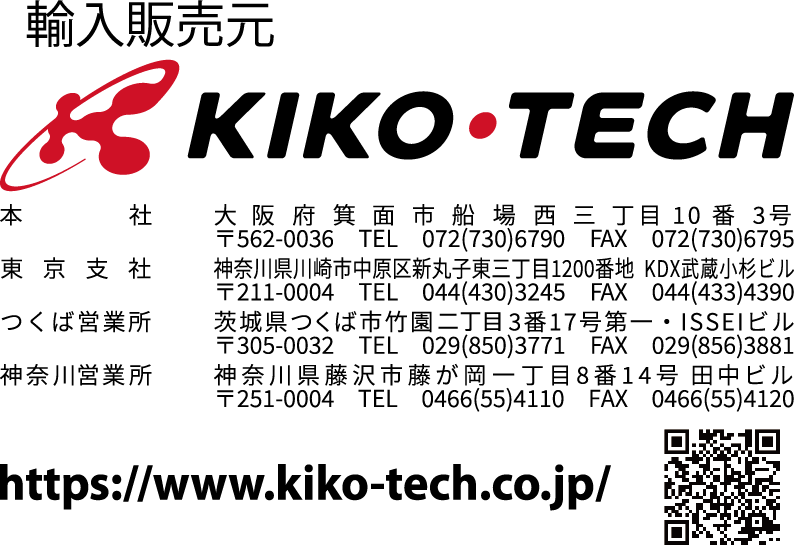 輸入販売元
KIKO・TECH
本社 大阪府箕面市船場西三丁目10番3号
〒562-0036 TEL 072(730)6790 FAX 072(730)6795
東京支社 神奈川県川崎市中原区新丸子東三丁目1200番地 KDX武蔵小杉ビル
〒211-0004 TEL 044(430)3245 FAX 044(433)4390
つくば営業所 茨城県つくば市竹園二丁目3番17号第一・ISSEIビル
〒305-0032 TEL 029(850)3771 FAX 029(856)3881
神奈川営業所 神奈川県藤沢市藤が岡一丁目8番14号 田中ビル
〒251-0004 TEL 0466(55)4110 FAX 0466(55)4120
https://www.kiko-tech.co.jp/